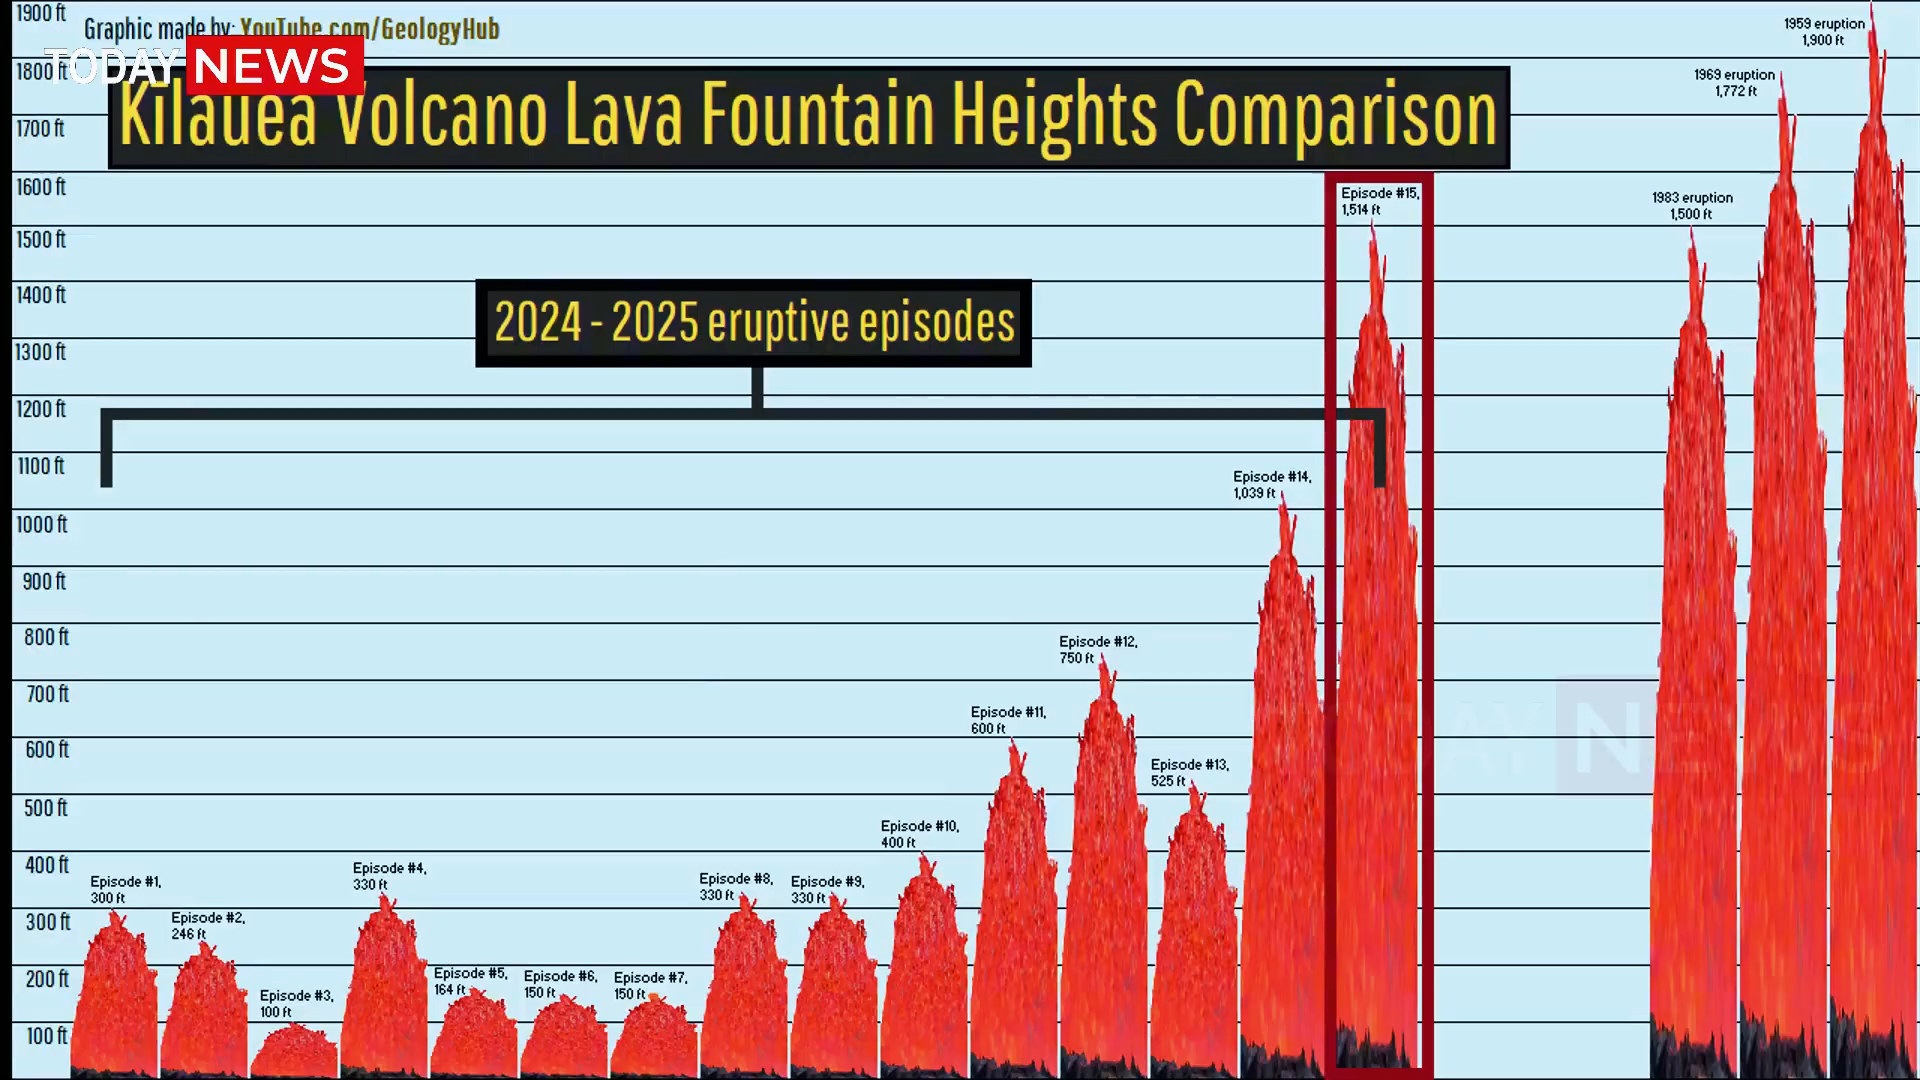 Graphic made by: YouTube.com/GeologyHub
TODAY NEWS
Kīlauea Volcano Lava Fountain Heights Comparison
2024 - 2025 eruptive episodes
1900 ft
1800 ft
1700 ft
1600 ft
1500 ft
1400 ft
1300 ft
1200 ft
1100 ft
1000 ft
900 ft
800 ft
700 ft
600 ft
500 ft
400 ft
300 ft
200 ft
100 ft
Episode #1,
300 ft
Episode #2,
246 ft
Episode #3,
100 ft
Episode #4,
330 ft
Episode #5,
164 ft
Episode #6,
150 ft
Episode #7,
150 ft
Episode #8,
330 ft
Episode #9,
330 ft
Episode #10,
400 ft
Episode #11,
600 ft
Episode #12,
750 ft
Episode #13,
525 ft
Episode #14,
1,039 ft
Episode #15,
1,514 ft
1983 eruption
1,500 ft
1969 eruption
1,772 ft
1959 eruption
1,900 ft
TODAY NEWS